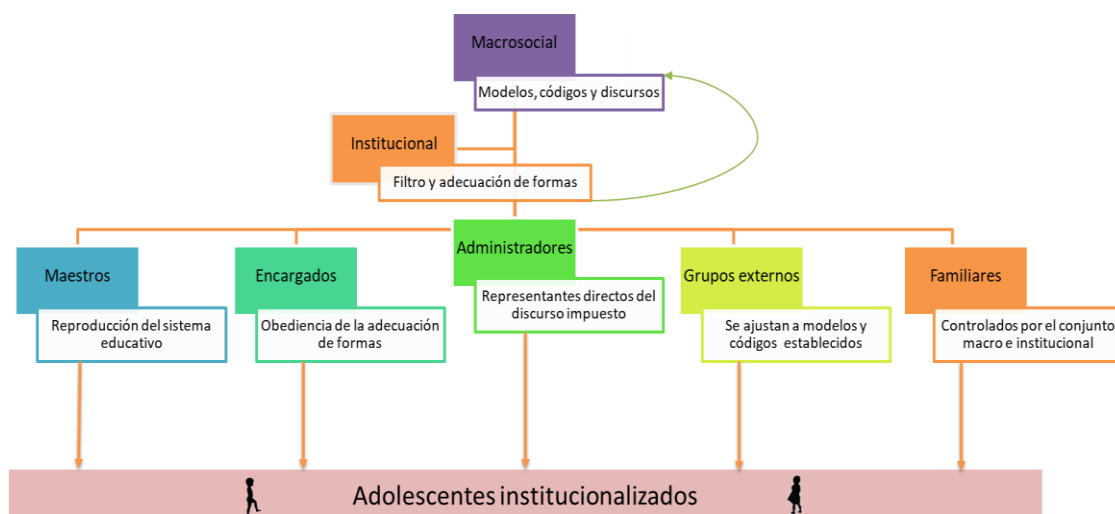 Macrosocial
Modelos, códigos y discursos
Institucional
Filtro y adecuación de formas
Maestros
Reproducción del sistema
educativo
Encargados
Obediencia de la adecuación
de formas
Administradores
Representantes directos del
discurso impuesto
Grupos externos
Se ajustan a modelos y
códigos establecidos
Familiares
Controlados por el conjunto
macro e institucional
Adolescentes institucionalizados